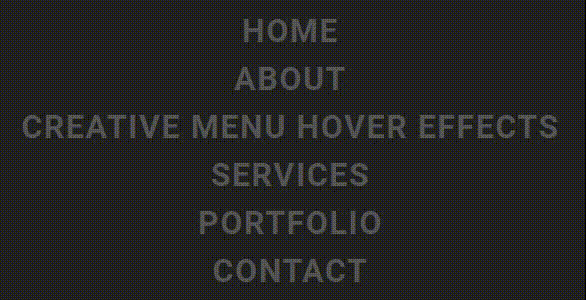 HOME
ABOUT
CREATIVE MENU HOVER EFFECTS
SERVICES
PORTFOLIO
CONTACT